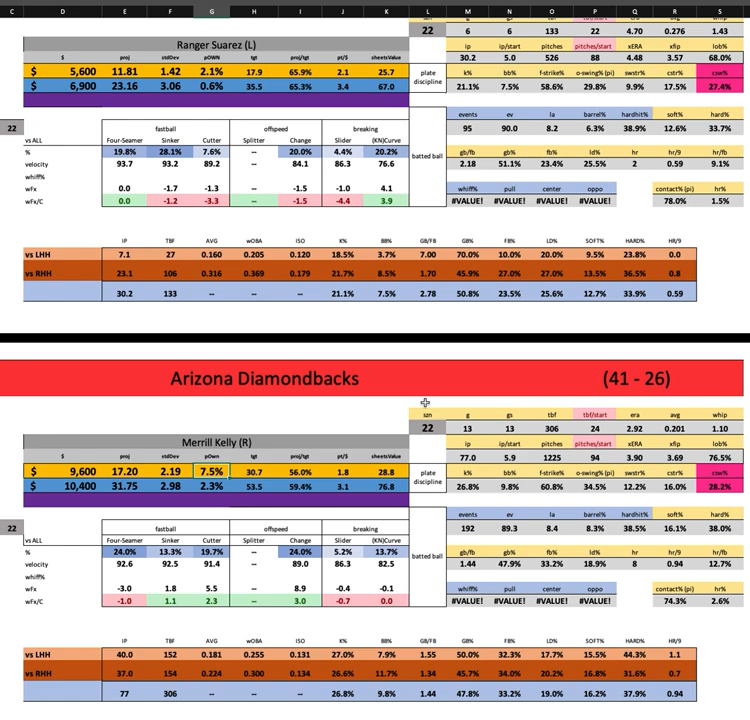 C D E F G H I J K L M N O P Q R S
22 6 6 133 22 4.70 0.276 1.43
Ranger Suarez (L) ip ip/start pitches pitches/start xERA xfip lob%
$ proj stdDev pOWN tgt proj/tgt pt/$ sheetsValue 30.2 5.0 526 88 4.48 3.57 68.0%
$ 5,600 11.81 1.42 2.1% 17.9 65.9% 2.1 25.7 plate discipline k% bb% f-strike% o-swing% (pi) swstr% cstr% csw%
$ 6,900 23.16 3.06 0.6% 35.5 65.3% 3.4 67.0 21.1% 7.5% 58.6% 29.8% 9.9% 17.5% 27.4%
events ev la barrel% hardhit% soft% hard%
22 fastball offspeed breaking 95 90.0 8.2 6.3% 38.9% 12.6% 33.7%
vs ALL Four-Seamer Sinker Cutter Splitter Change Slider (KN)Curve
% 19.8% 28.1% 7.6% -- 20.0% 4.4% 20.2% batted ball gb/fb gb% fb% ld% hr hr/9 hr/fb
velocity 93.7 93.2 89.2 -- 84.1 86.3 76.6 2.18 51.1% 23.4% 25.5% 2 0.59 9.1%
whiff%
wFx 0.0 -1.7 -1.3 -1.5 -1.0 4.1 whiff% pull center oppo contact% (pi) hr%
wFx/C 0.0 -1.2 -3.3 -- -1.5 -4.4 3.9 #VALUE! #VALUE! #VALUE! #VALUE! 78.0% 1.5%
IP TBF AVG wOBA ISO K% BB% GB/FB GB% FB% LD% SOFT% HARD% HR/9
vs LHH 7.1 27 0.160 0.205 0.120 18.5% 3.7% 7.00 70.0% 10.0% 20.0% 9.5% 23.8% 0.0
vs RHH 23.1 106 0.316 0.369 0.179 21.7% 8.5% 1.70 45.9% 27.0% 27.0% 13.5% 36.5% 0.8
30.2 133 -- -- -- 21.1% 7.5% 2.78 50.8% 23.5% 25.6% 12.7% 33.9% 0.59
Arizona Diamondbacks (41 - 26)
szn g gs tbf tbf/start era avg whip
22 13 13 306 24 2.92 0.201 1.10
Merrill Kelly (R) ip ip/start pitches pitches/start xERA xfip lob%
$ proj stdDev pOwn tgt proj/tgt pt/$ sheetsValue 77.0 5.9 1225 94 3.90 3.69 76.5%
$ 9,600 17.20 2.19 7.5% 30.7 56.0% 1.8 28.8 plate discipline k% bb% f-strike% o-swing% (pi) swstr% cstr% csw%
$ 10,400 31.75 2.98 2.3% 53.5 59.4% 3.1 76.8 26.8% 9.8% 60.8% 34.5% 12.2% 16.0% 28.2%
events ev la barrel% hardhit% soft% hard%
22 fastball offspeed breaking 192 89.3 8.4 8.3% 38.5% 16.1% 38.0%
vs ALL Four-Seamer Sinker Cutter Splitter Change Slider (KN)Curve
% 24.0% 13.3% 19.7% -- 24.0% 5.2% 13.7% batted ball gb/fb gb% fb% ld% hr hr/9 hr/fb
velocity 92.6 92.5 91.4 -- 89.0 86.3 82.5 1.44 47.9% 33.2% 18.9% 8 0.94 12.7%
whiff%
wFx -3.0 1.8 5.5 8.9 -0.4 -0.1 whiff% pull center oppo contact% (pi) hr%
wFx/C -1.0 1.1 2.3 -- 3.0 -0.7 0.0 #VALUE! #VALUE! #VALUE! #VALUE! 74.3% 2.6%
IP TBF AVG wOBA ISO K% BB% GB/FB GB% FB% LD% SOFT% HARD% HR/9
vs LHH 40.0 152 0.181 0.255 0.131 27.0% 7.9% 1.55 50.0% 32.3% 17.7% 15.5% 44.3% 1.1
vs RHH 37.0 154 0.224 0.300 0.134 26.6% 11.7% 1.34 45.7% 34.0% 20.2% 16.8% 31.6% 0.7
77 306 -- -- -- 26.8% 9.8% 1.44 47.8% 33.2% 19.0% 16.2% 37.9% 0.94